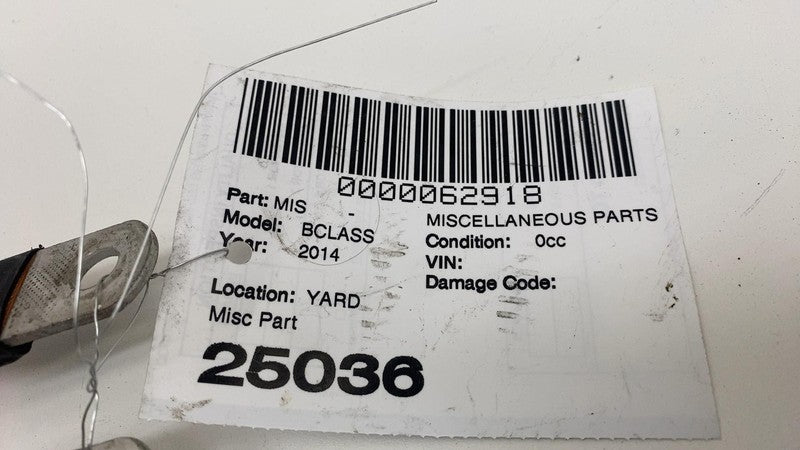 0000062918
Part: MIS - MISCELLANEOUS PARTS
Model: BCLASS Condition: 0cc
Year: 2014 VIN:
Damage Code:
Location: YARD
Misc Part
25036